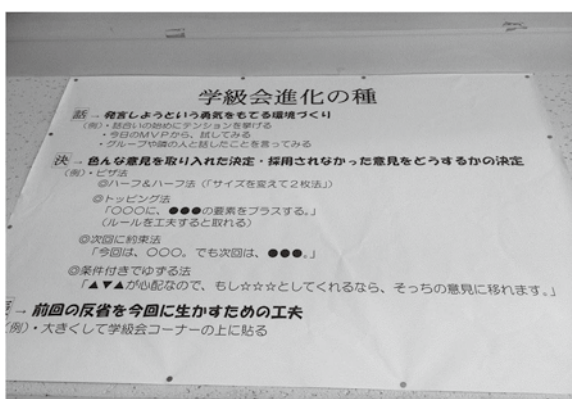 学級会進化の種
話→発言しようという勇気をもてる環境づくり
(例)・話合いの始めにテンションを挙げる
・今日のMVPから、試してみる
・グループや隣の人と話したことを言ってみる
決→色んな意見を取り入れた決定・採用されなかった意見をどうするかの決定
(例)・ピザ法
◎ハーフ&ハーフ法(「サイズを変えて2枚法」)
◎トッピング法
「〇〇〇に、●●●の要素をプラスする。」
(ルールを工夫すると取れる)
◎次回に約束法
「今回は、〇〇〇。でも次回は、●●●。」
◎条件付きでゆずる法
「▲▼▲が心配なので、もし☆☆☆としてくれるなら、そっちの意見に移れます。」
→前回の反省を今回に生かすための工夫
(例)・大きくして学級会コーナーの上に貼る